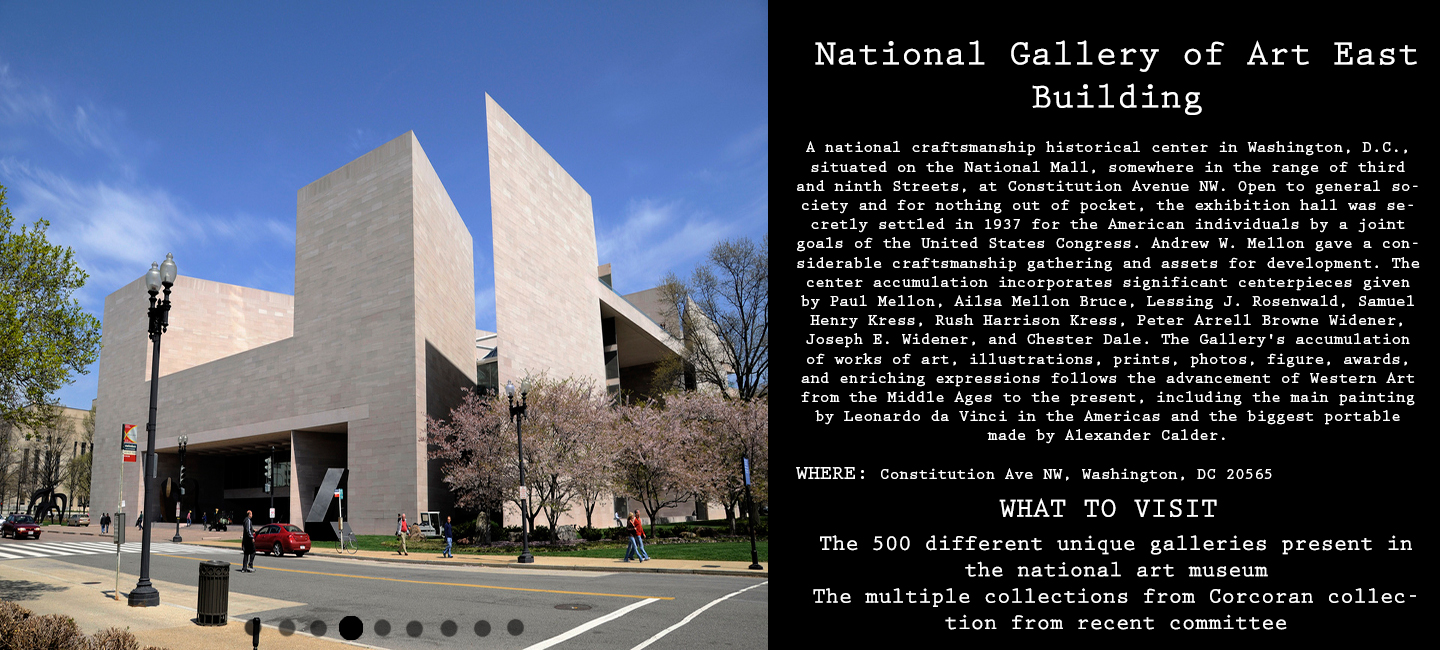 National Gallery of Art East
Building
A national craftsmanship historical center in Washington, D.C.,
situated on the National Mall, somewhere in the range of third
and ninth Streets, at Constitution Avenue NW. Open to general so-
ciety and for nothing out of pocket, the exhibition hall was se-
cretly settled in 1937 for the American individuals by a joint
goals of the United States Congress. Andrew W. Mellon gave a con-
siderable craftsmanship gathering and assets for development. The
center accumulation incorporates significant centerpieces given
by Paul Mellon, Ailsa Mellon Bruce, Lessing J. Rosenwald, Samuel
Henry Kress, Rush Harrison Kress, Peter Arrell Browne Widener,
Joseph E. Widener, and Chester Dale. The Gallery's accumulation
of works of art, illustrations, prints, photos, figure, awards,
and enriching expressions follows the advancement of Western Art
from the Middle Ages to the present, including the main painting
by Leonardo da Vinci in the Americas and the biggest portable
made by Alexander Calder.
WHERE: Constitution Ave NW, Washington, DC 20565
WHAT TO VISIT
The 500 different unique galleries present in
the national art museum
The multiple collections from Corcoran collec-
tion from recent committee